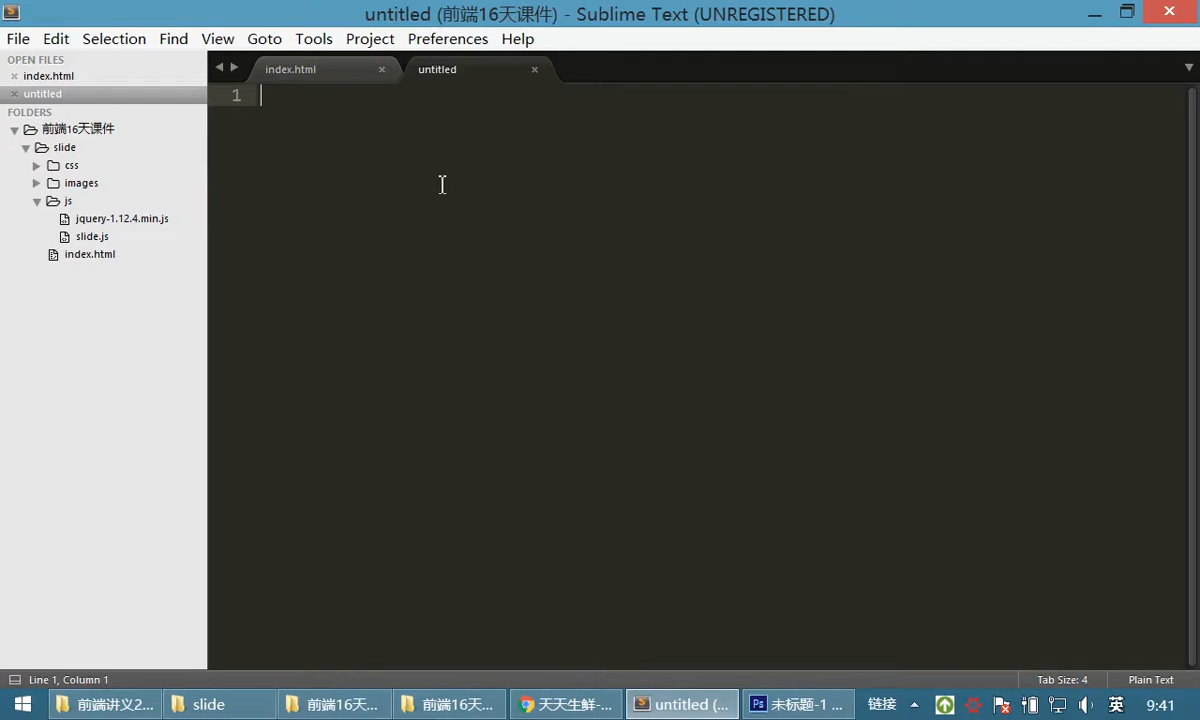 untitled (前端16天课件) - Sublime Text (UNREGISTERED)
File Edit Selection Find View Goto Tools Project Preferences Help
OPEN FILES
index.html
untitled
FOLDERS
前端16天课件
slide
css
images
js
jquery-1.12.4.min.js
slide.js
index.html
index.html untitled
1
Line 1, Column 1 Tab Size: 4 Plain Text
前端讲义2... slide 前端16天... 前端16天... 天天生鲜-... untitled (... 未标题-1 ... 链接 英 9:41